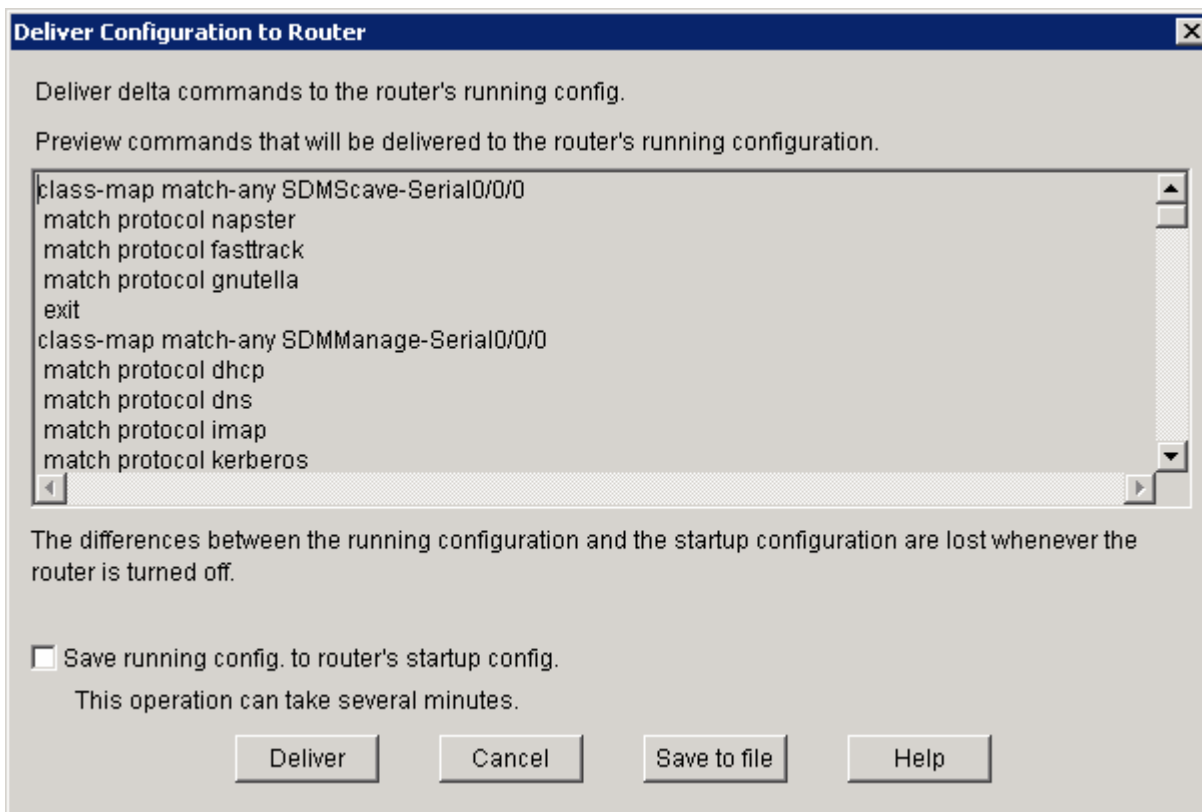 Deliver Configuration to Router
Deliver delta commands to the router's running config.
Preview commands that will be delivered to the router's running configuration.
class-map match-any SDMScave-Serial0/0/0
match protocol napster
match protocol fasttrack
match protocol gnutella
exit
class-map match-any SDMManage-Serial0/0/0
match protocol dhcp
match protocol dns
match protocol imap
match protocol kerberos
The differences between the running configuration and the startup configuration are lost whenever the
router is turned off.
Save running config. to router's startup config.
This operation can take several minutes.
Deliver Cancel Save to file Help